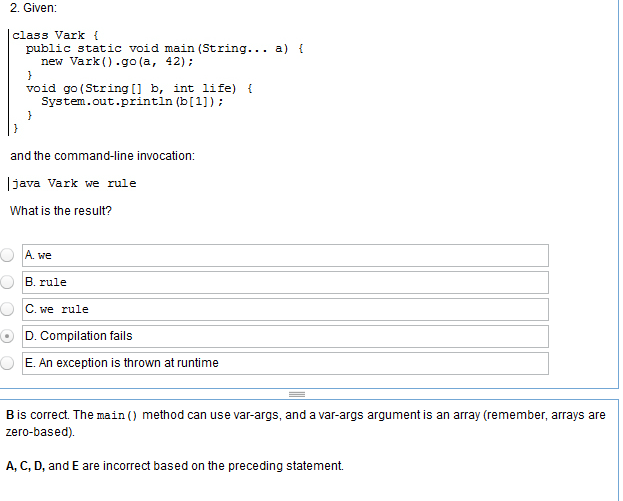 2. Given:
class Vark {
public static void main(String... a) {
new Vark().go(a, 42);
}
void go(String[] b, int life) {
System.out.println(b[1]);
}
}
and the command-line invocation:
java Vark we rule
What is the result?
A. we
B. rule
C. we rule
D. Compilation fails
E. An exception is thrown at runtime
B is correct. The main() method can use var-args, and a var-args argument is an array (remember, arrays are
zero-based).
A, C, D, and E are incorrect based on the preceding statement.